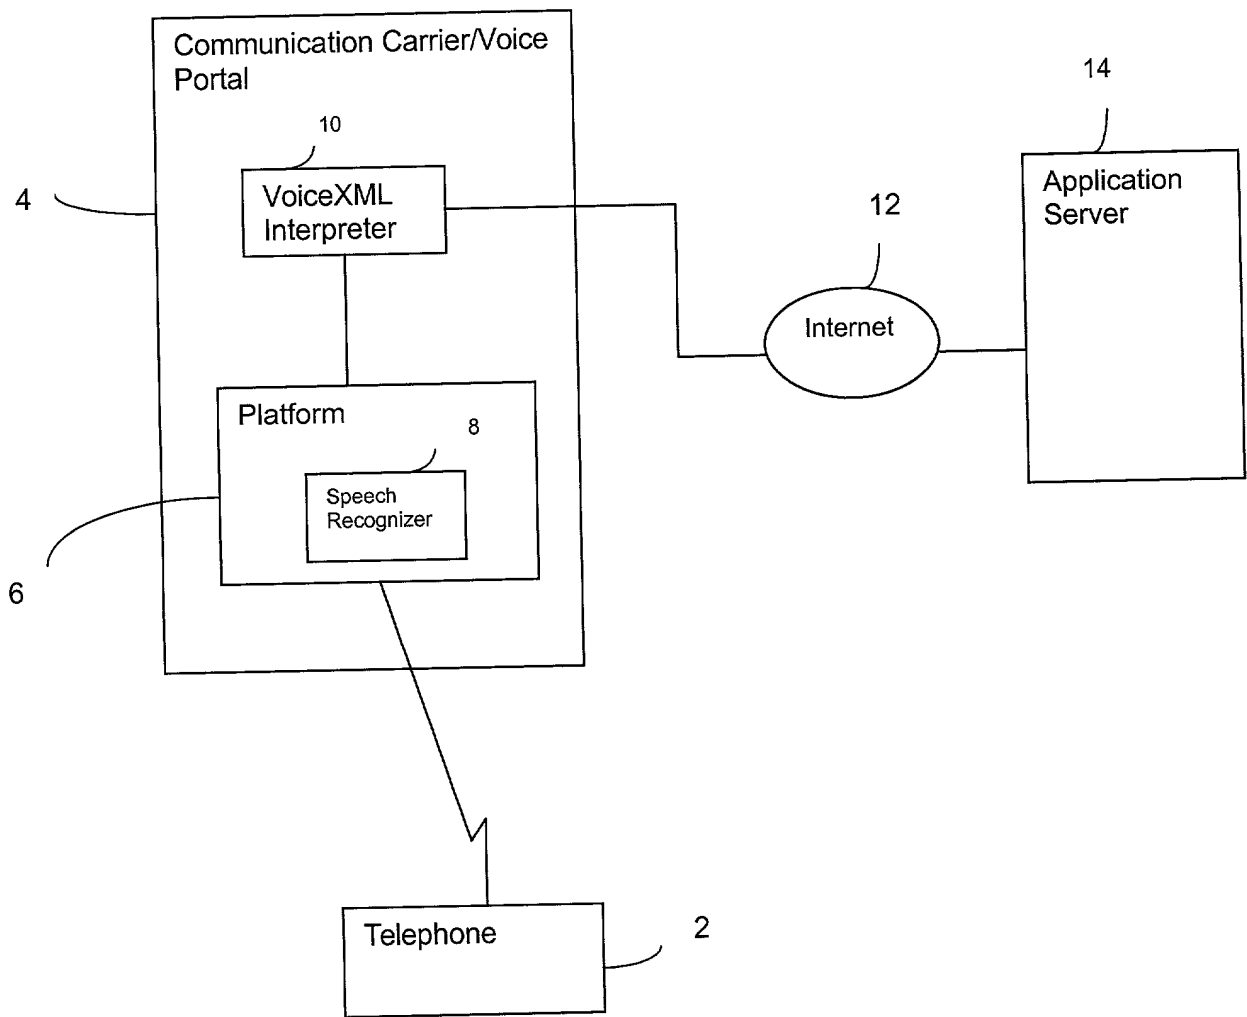 Communication Carrier/Voice
Portal
10
VoiceXML
Interpreter
4
14
Application
Server
12
Internet
Platform
8
Speech
Recognizer
6
Telephone
2